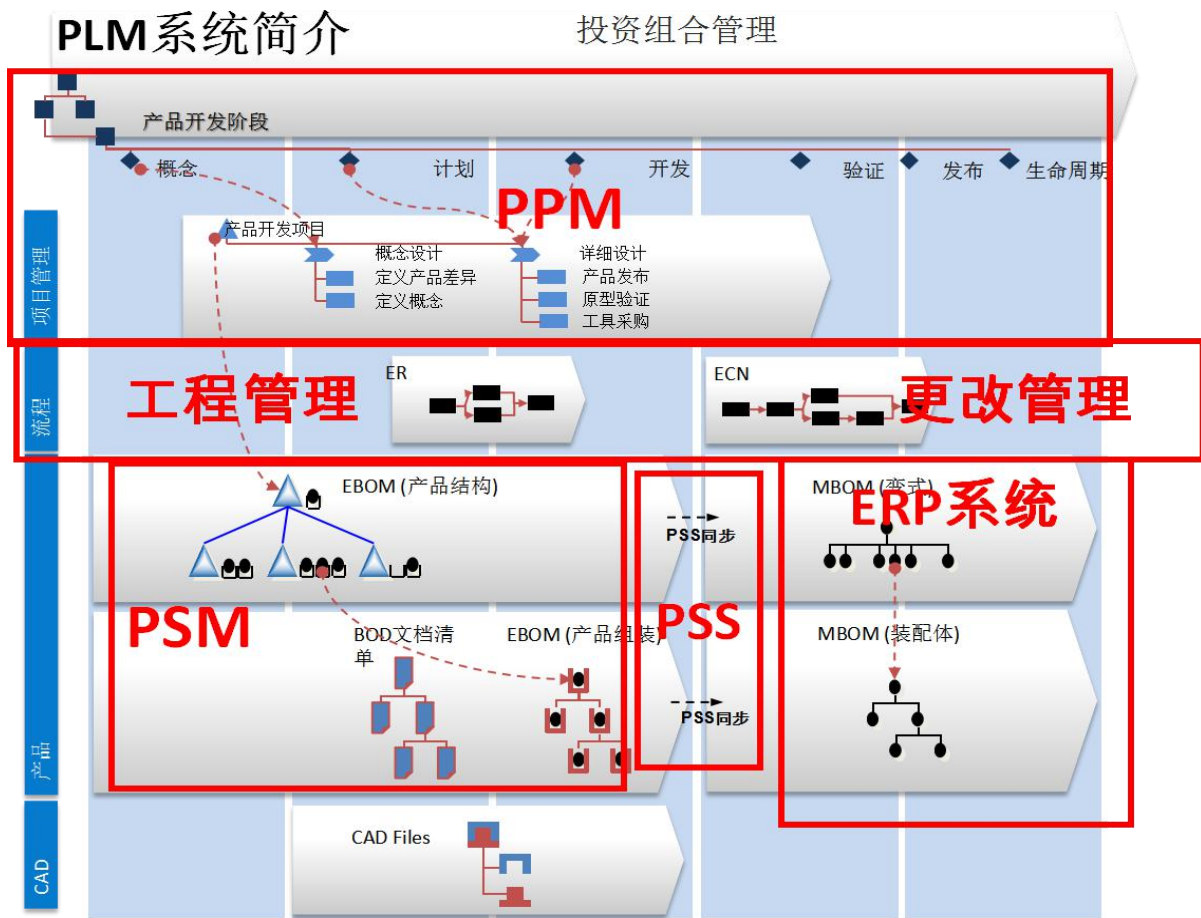 PLM系统简介
投资组合管理
产品开发阶段
概念
计划
开发
验证
发布
生命周期
PPM
项目管理
产品开发项目
概念设计
定义产品差异
定义概念
详细设计
产品发布
原型验证
工具采购
流程
工程管理
ER
ECN
更改管理
产品
EBOM (产品结构)
PSS同步
MBOM (变式)
ERP系统
PSM
PSS
BOD文档清
单
EBOM (产品组装)
PSS同步
MBOM (装配体)
CAD
CAD Files